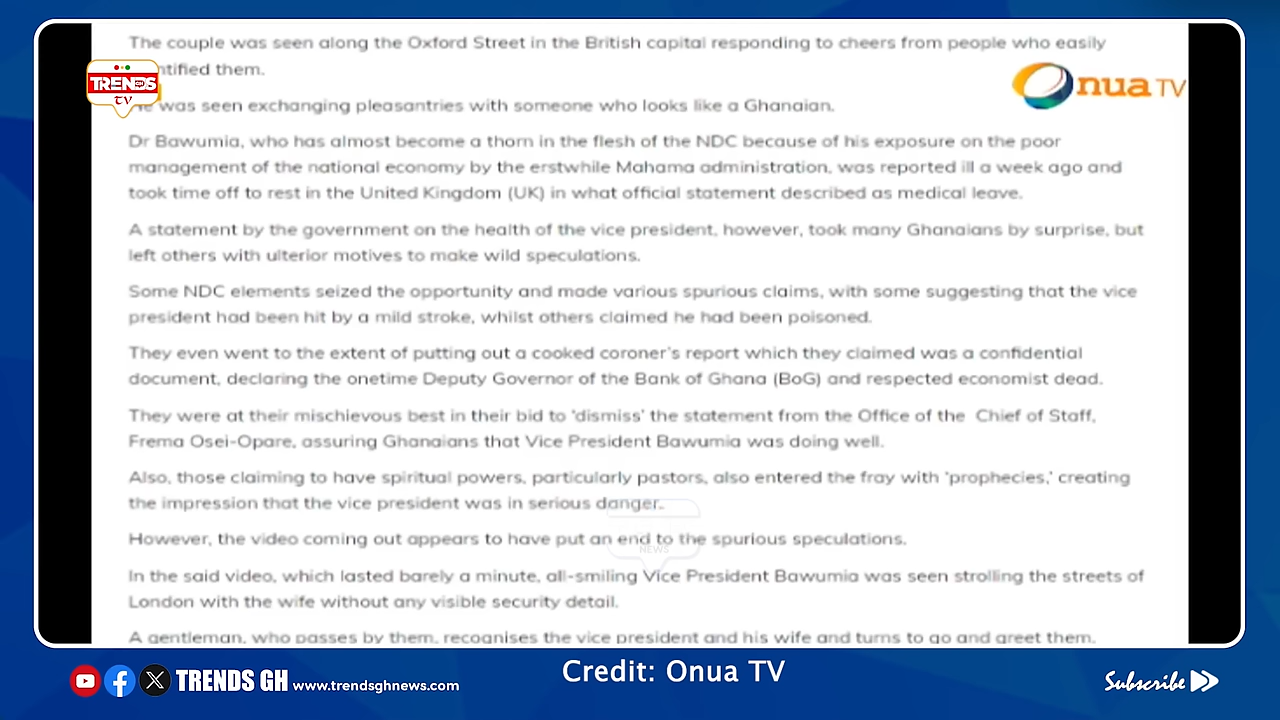 The couple was seen along the Oxford Street in the British capital responding to cheers from people who easily
ntified them.
TRENDS
TV
nua TV
was seen exchanging pleasantries with someone who looks like a Ghanaian.
Dr Bawumia, who has almost become a thorn in the flesh of the NDC because of his exposure on the poor
management of the national economy by the erstwhile Mahama administration, was reported ill a week ago and
took time off to rest in the United Kingdom (UK) in what official statement described as medical leave.
A statement by the government on the health of the vice president, however, took many Ghanaians by surprise, but
left others with ulterior motives to make wild speculations.
Some NDC elements seized the opportunity and made various spurious claims, with some suggesting that the vice
president had been hit by a mild stroke, whilst others claimed he had been poisoned.
They even went to the extent of putting out a cooked coroner's report which they claimed was a confidential
document, declaring the onetime Deputy Governor of the Bank of Ghana (BoG) and respected economist dead.
They were at their mischievous best in their bid to 'dismiss' the statement from the Office of the Chief of Staff,
Frema Osei-Opare, assuring Ghanaians that Vice President Bawumia was doing well.
Also, those claiming to have spiritual powers, particularly pastors, also entered the fray with 'prophecies,' creating
the impression that the vice president was in serious danger.
However, the video coming out appears to have put an end to the spurious speculations.
NEWS
In the said video, which lasted barely a minute, all-smiling Vice President Bawumia was seen strolling the streets of
London with the wife without any visible security detail.
A gentleman, who passes by them, recognises the vice president and his wife and turns to go and greet them.
TRENDS GH www.trendsghnews.com
Credit: Onua TV
Subscribe